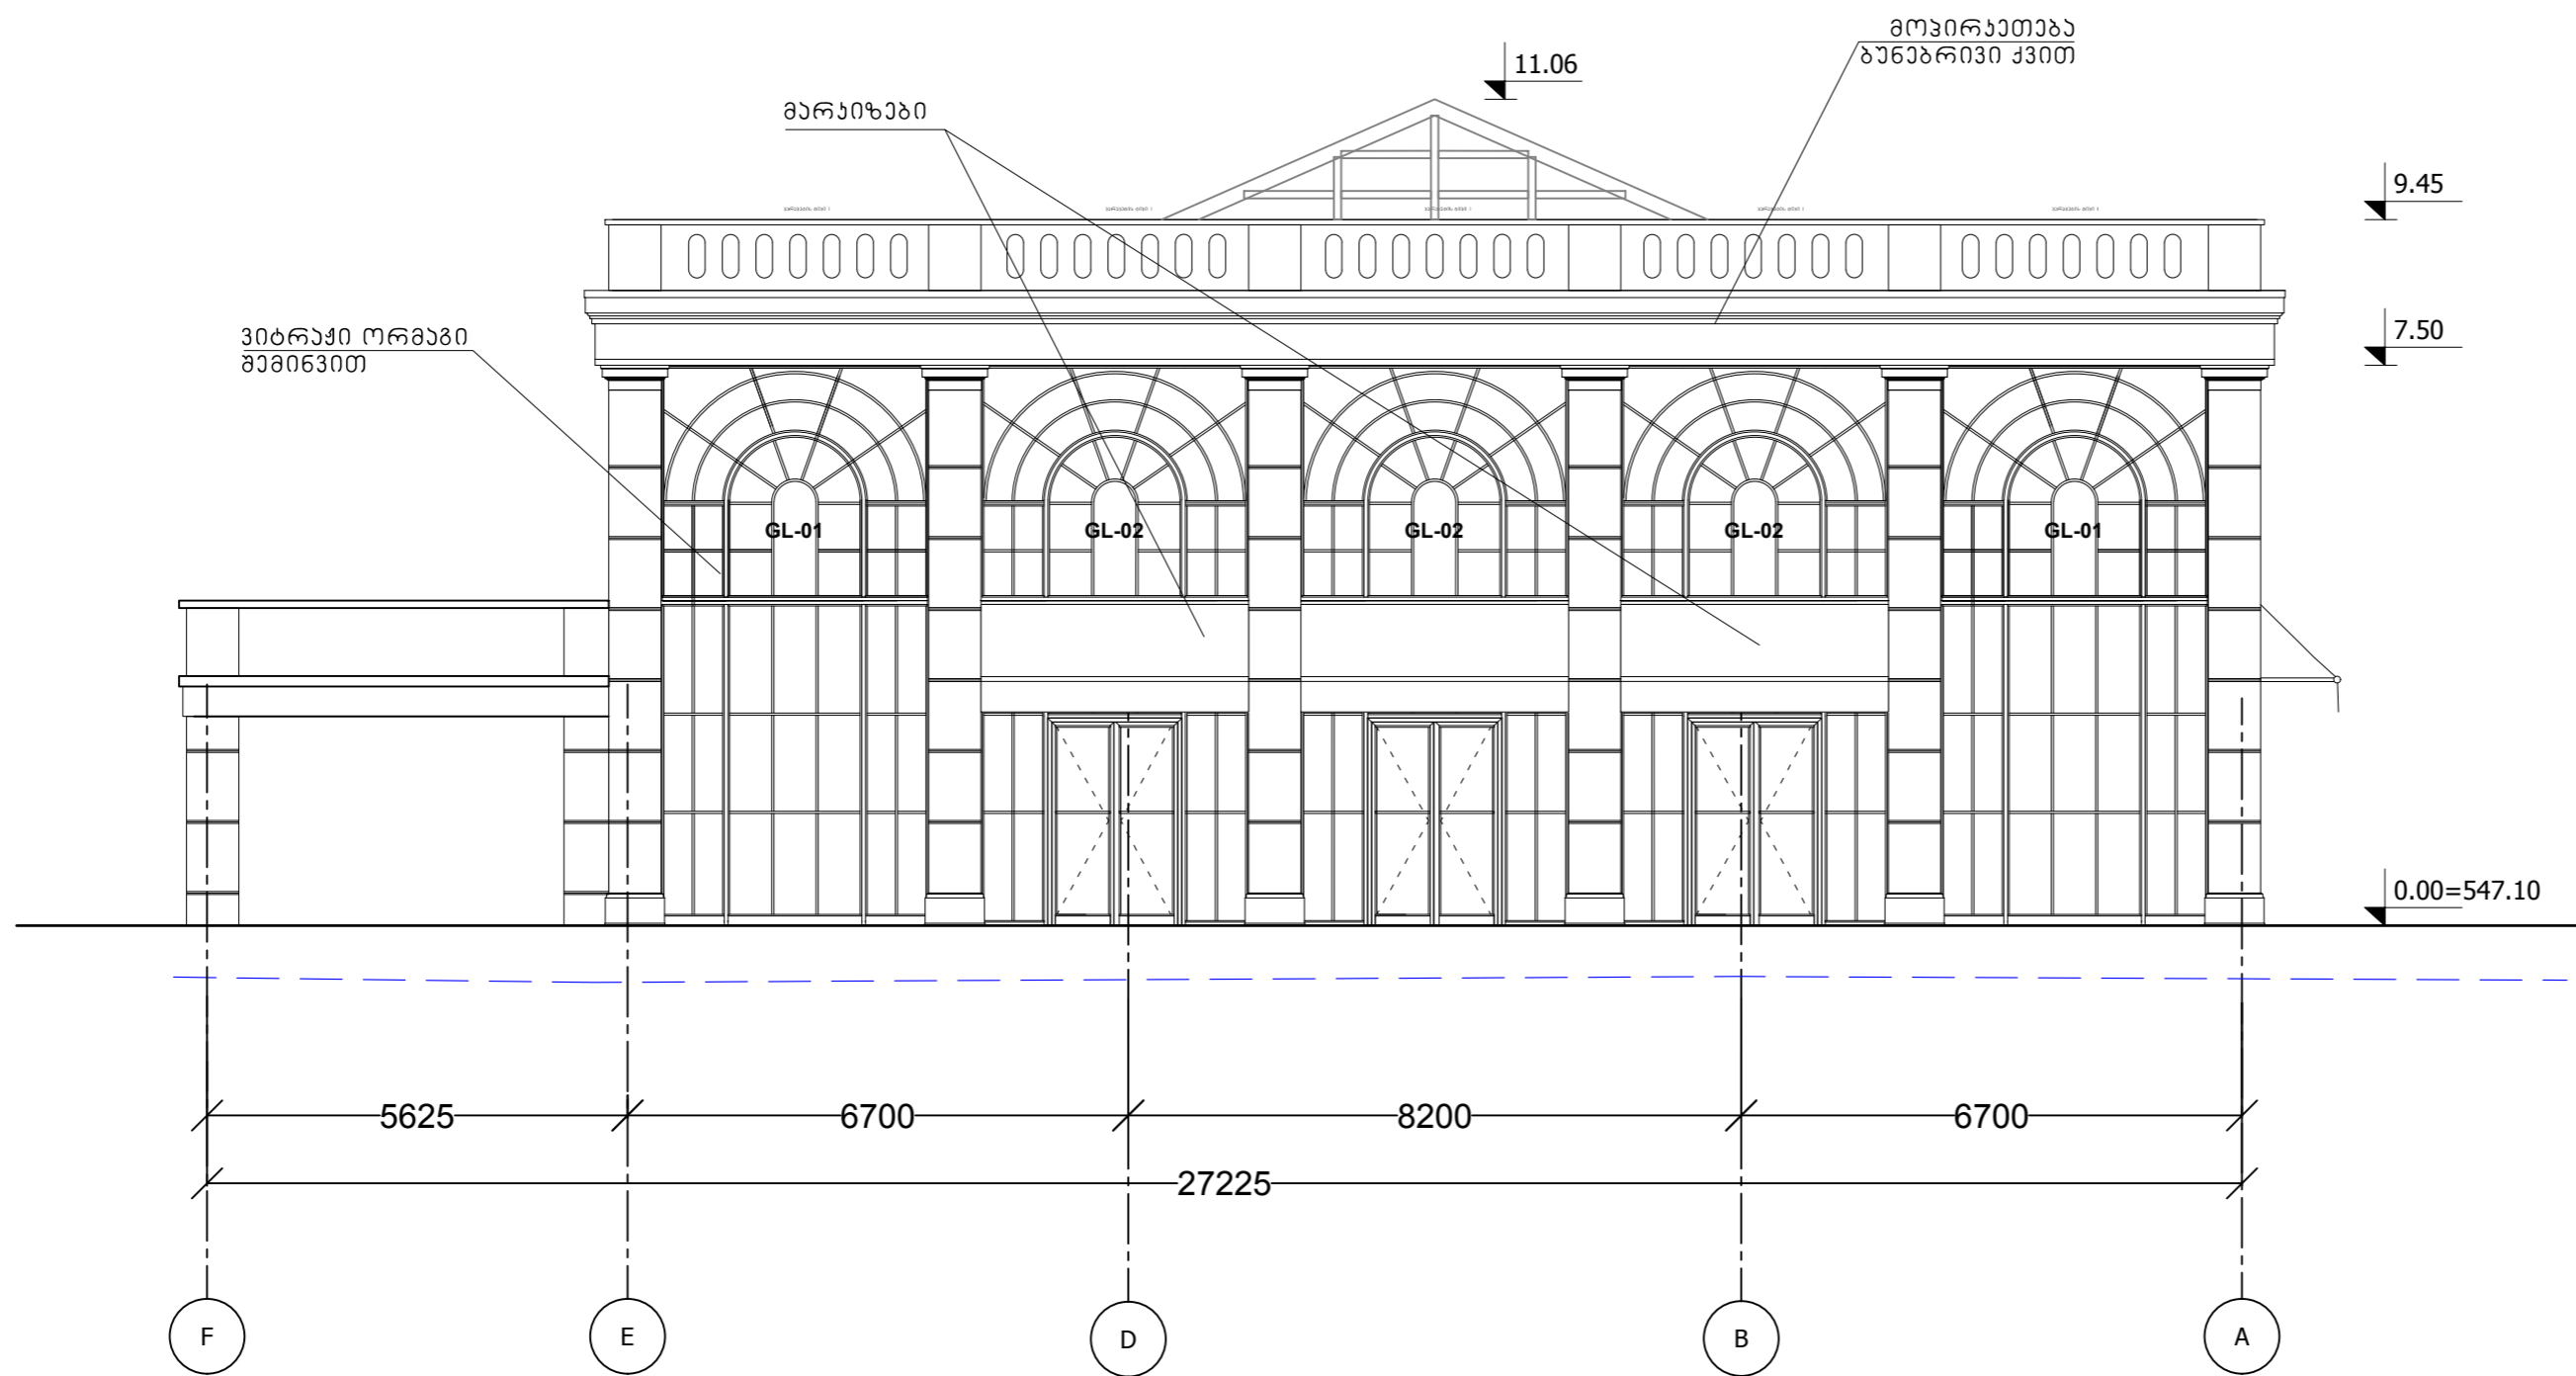 მოპირკეთება
ბუნებრივი ქვით
11.06
მარკიზები
9.45
7.50
ვიტრაჟი ორმაგი
შემინვით
GL-01 GL-02 GL-02 GL-02 GL-01
0.00=547.10
5625 6700 8200 6700
27225
F E D B A